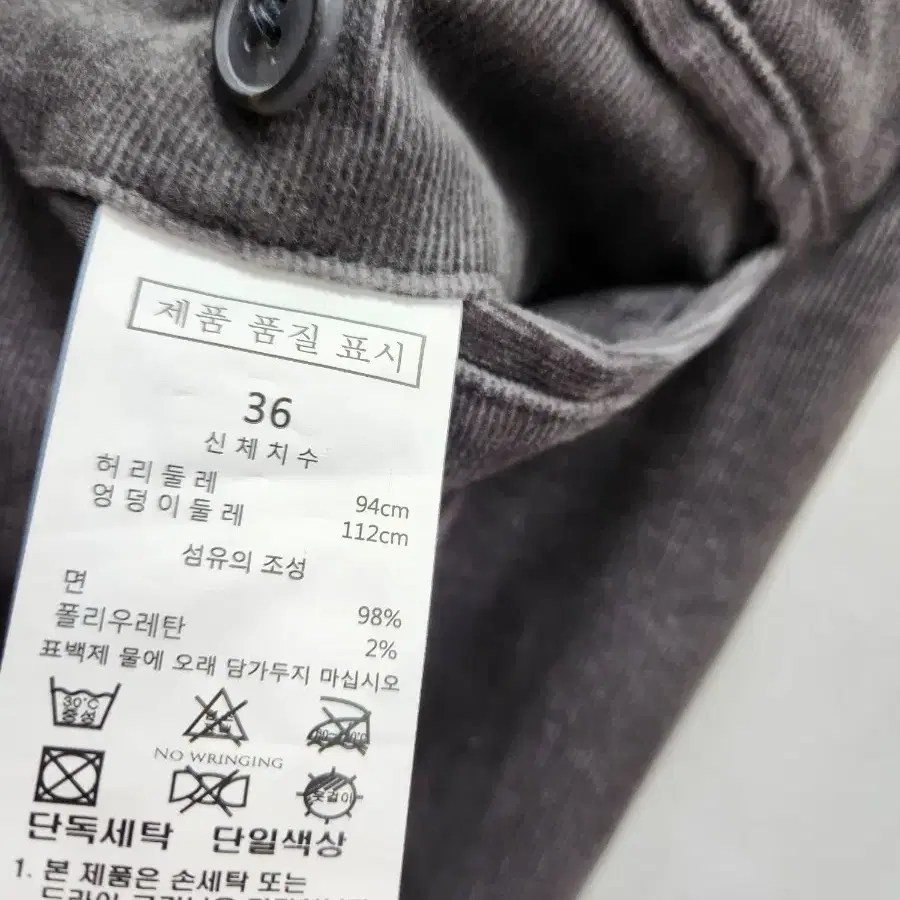 제품 품질 표시
36
신체치수
허리둘레 94cm
엉덩이둘레 112cm
섬유의 조성
면 98%
폴리우레탄 2%
표백제 물에 오래 담가두지 마십시오
30°C
중성
NO WRINGING
옷걸이
단독세탁 단일색상
1. 본 제품은 손세탁 또는